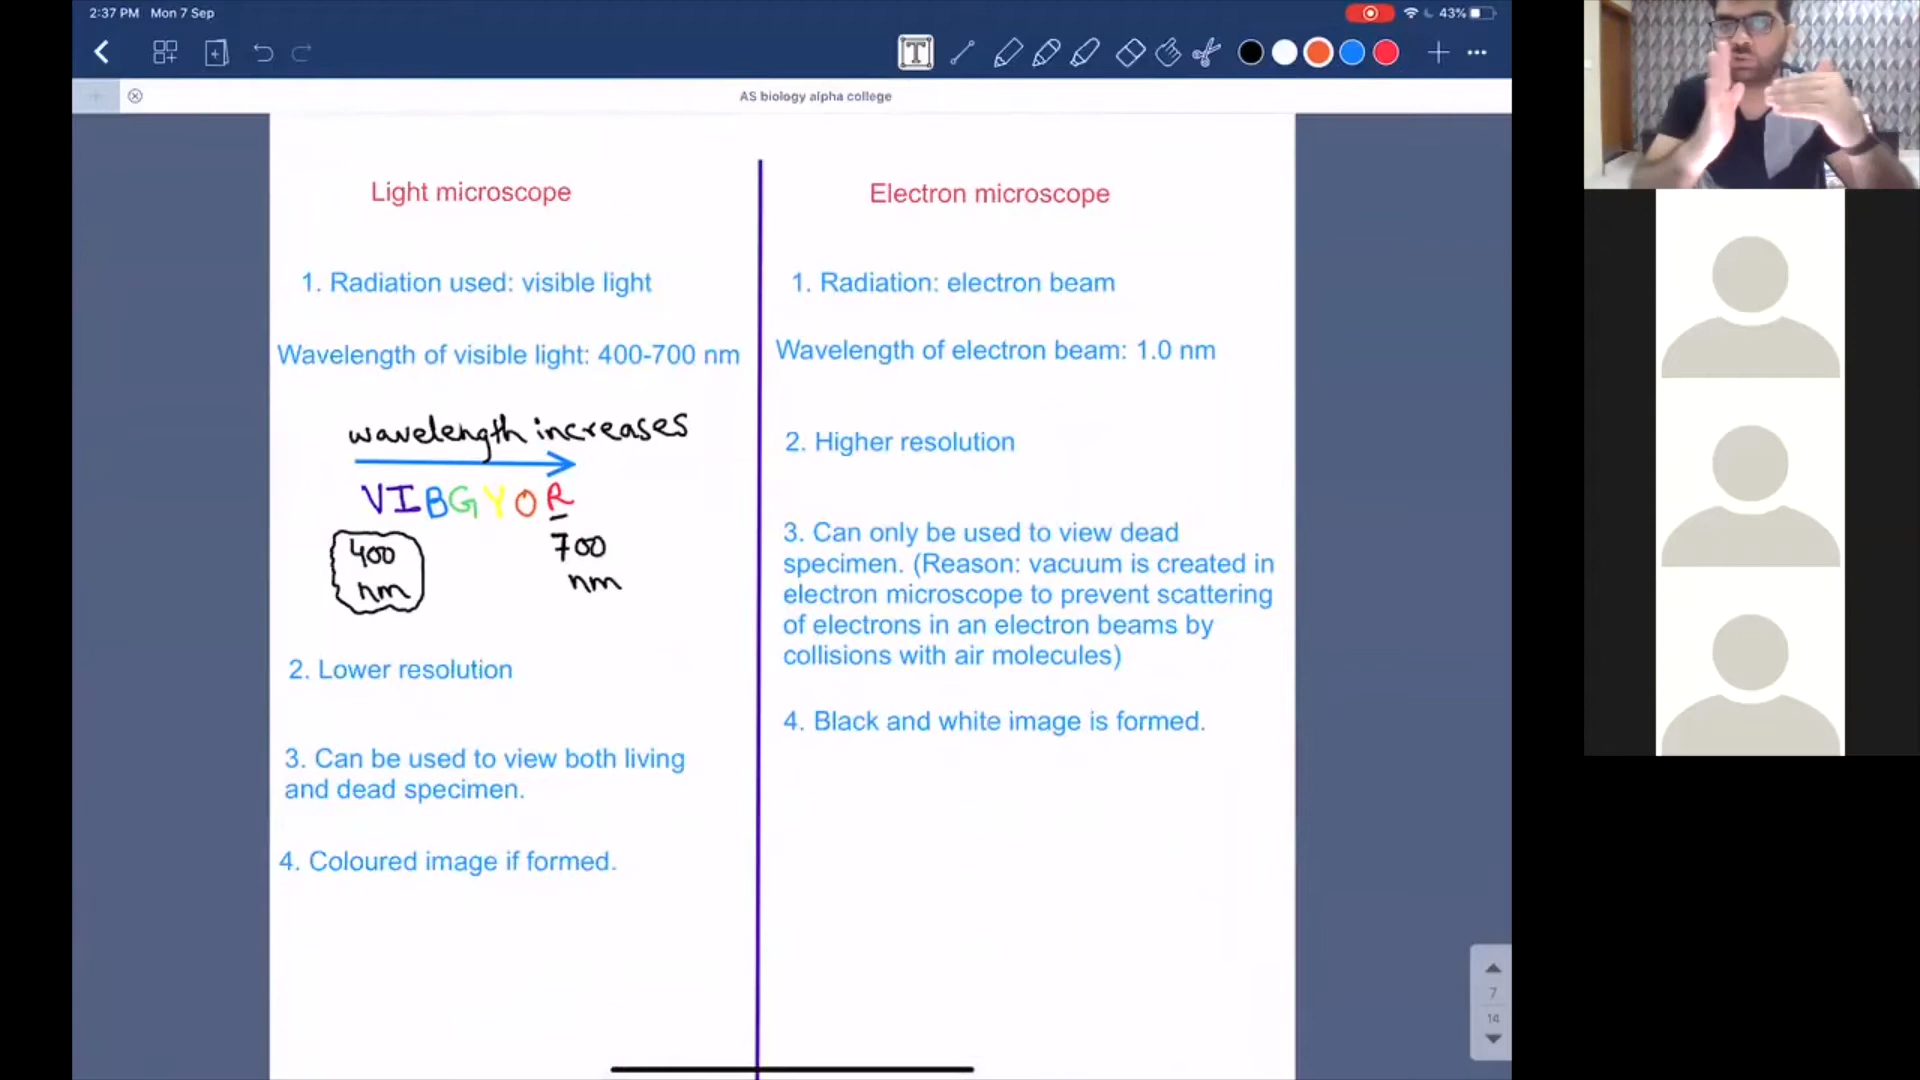 2:37 PM Mon 7 Sep
43%
T
AS biology alpha college
Light microscope
1. Radiation used: visible light
Wavelength of visible light: 400-700 nm
wavelength increases
VIBGYOR
400
nm
700
nm
2. Lower resolution
3. Can be used to view both living
and dead specimen.
4. Coloured image if formed.
Electron microscope
1. Radiation: electron beam
Wavelength of electron beam: 1.0 nm
2. Higher resolution
3. Can only be used to view dead
specimen. (Reason: vacuum is created in
electron microscope to prevent scattering
of electrons in an electron beams by
collisions with air molecules)
4. Black and white image is formed.
7
14